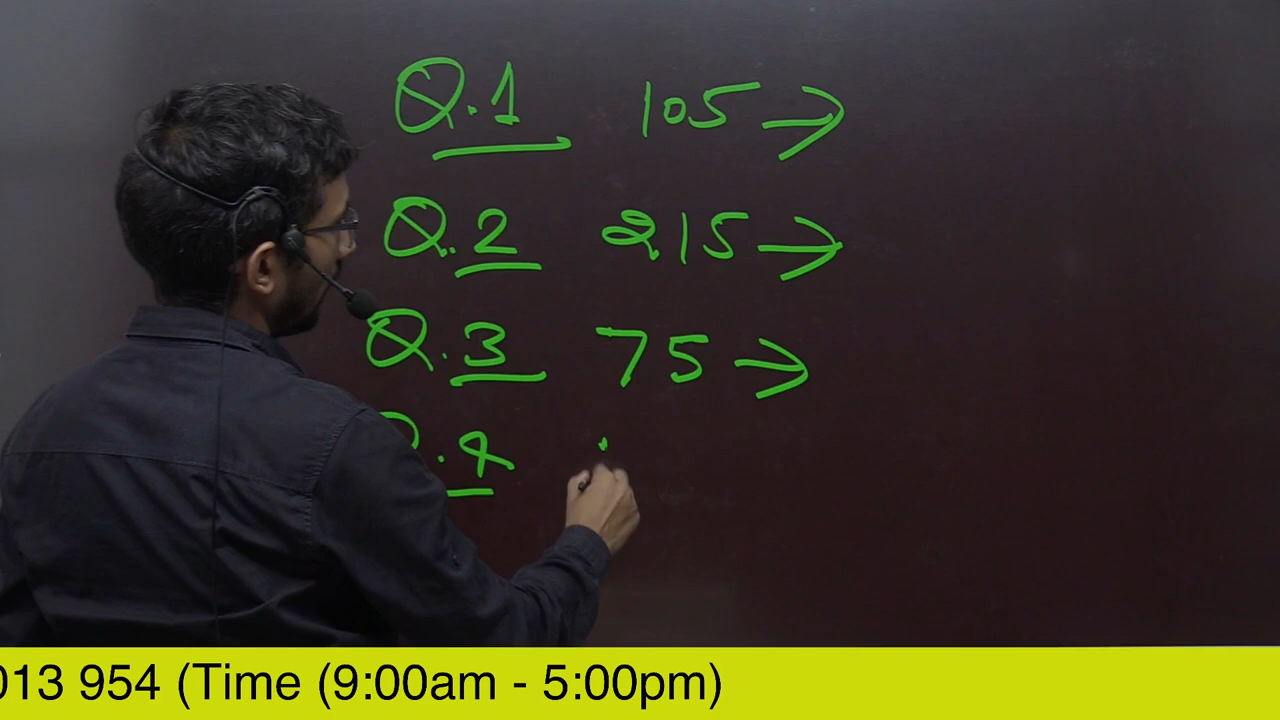 Q.1 105 →
Q.2 215 →
Q.3 75 →
Q.4
013 954 (Time (9:00am - 5:00pm)